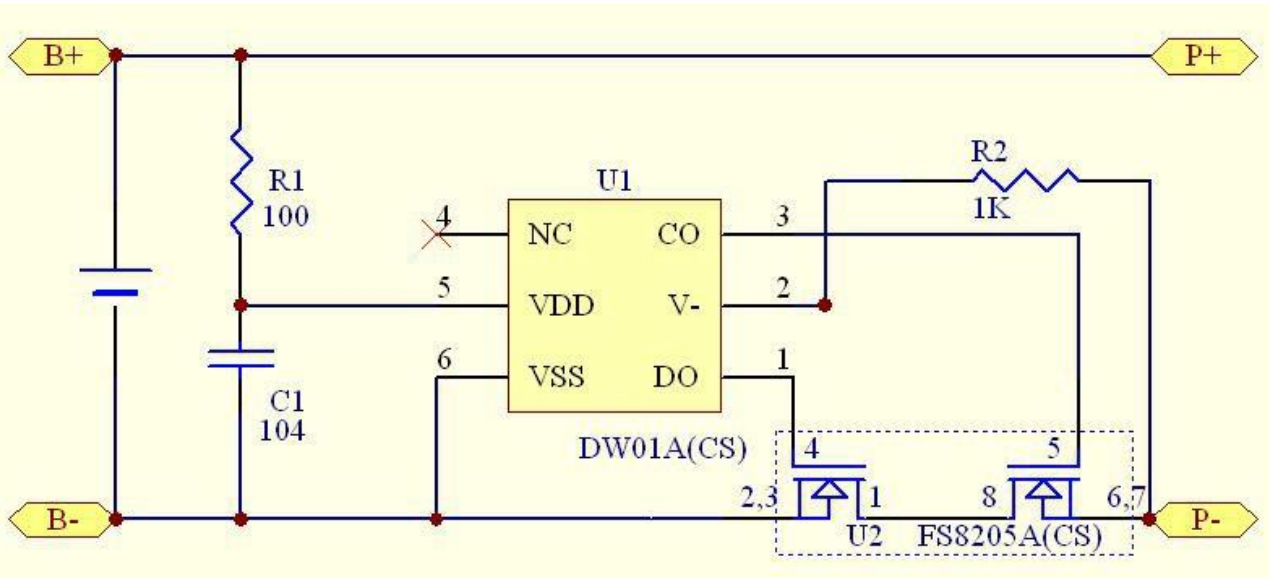 B+
P+
R1
100
R2
1K
U1
4
NC
CO
3
5
VDD
V-
2
6
VSS
DO
1
C1
104
DW01A(CS)
4
5
2,3
1
8
6,7
B-
P-
U2
FS8205A(CS)